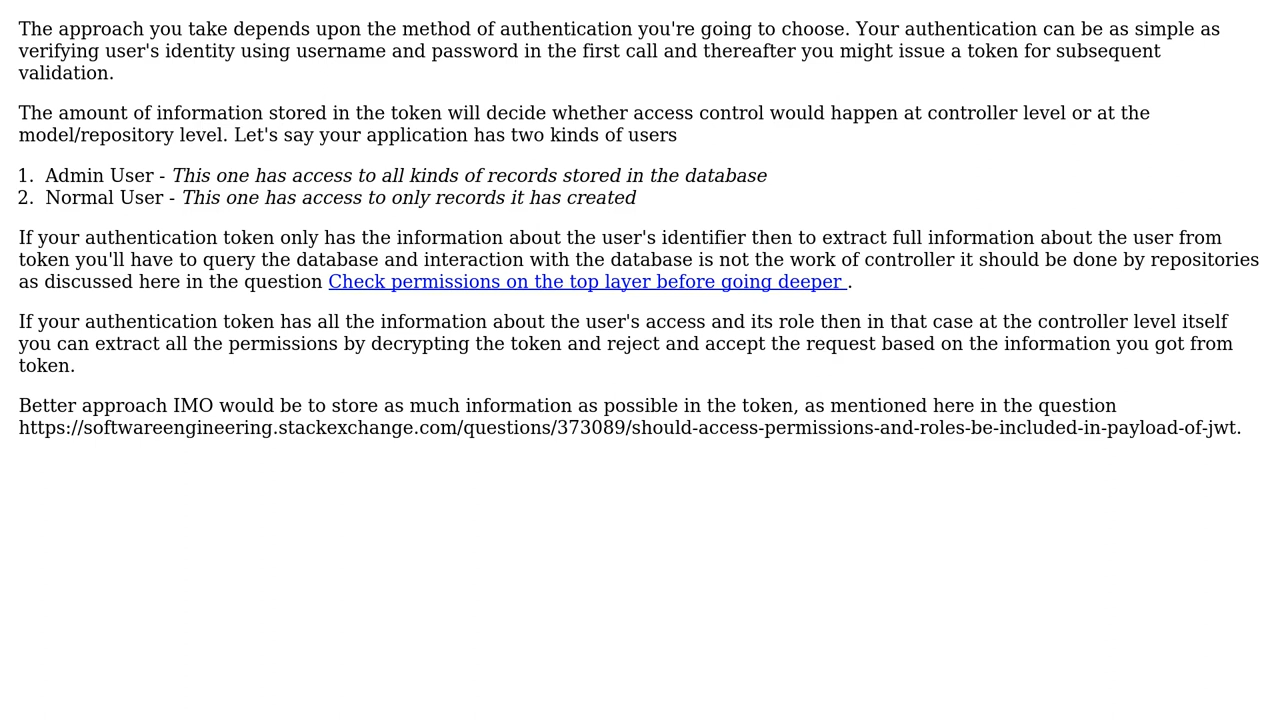 The approach you take depends upon the method of authentication you're going to choose. Your authentication can be as simple as
verifying user's identity using username and password in the first call and thereafter you might issue a token for subsequent
validation.
The amount of information stored in the token will decide whether access control would happen at controller level or at the
model/repository level. Let's say your application has two kinds of users
1. Admin User - This one has access to all kinds of records stored in the database
2. Normal User - This one has access to only records it has created
If your authentication token only has the information about the user's identifier then to extract full information about the user from
token you'll have to query the database and interaction with the database is not the work of controller it should be done by repositories
as discussed here in the question Check permissions on the top layer before going deeper .
If your authentication token has all the information about the user's access and its role then in that case at the controller level itself
you can extract all the permissions by decrypting the token and reject and accept the request based on the information you got from
token.
Better approach IMO would be to store as much information as possible in the token, as mentioned here in the question
https://softwareengineering.stackexchange.com/questions/373089/should-access-permissions-and-roles-be-included-in-payload-of-jwt.